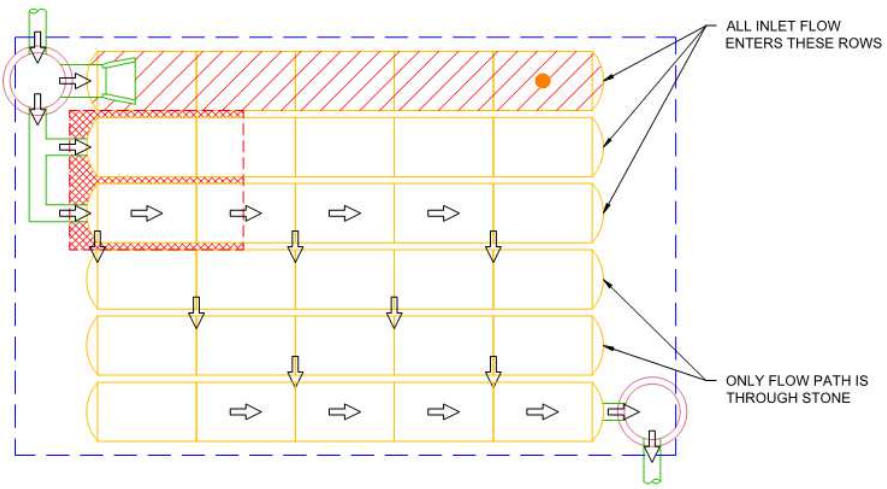 ALL INLET FLOW
ENTERS THESE ROWS
ONLY FLOW PATH IS
THROUGH STONE